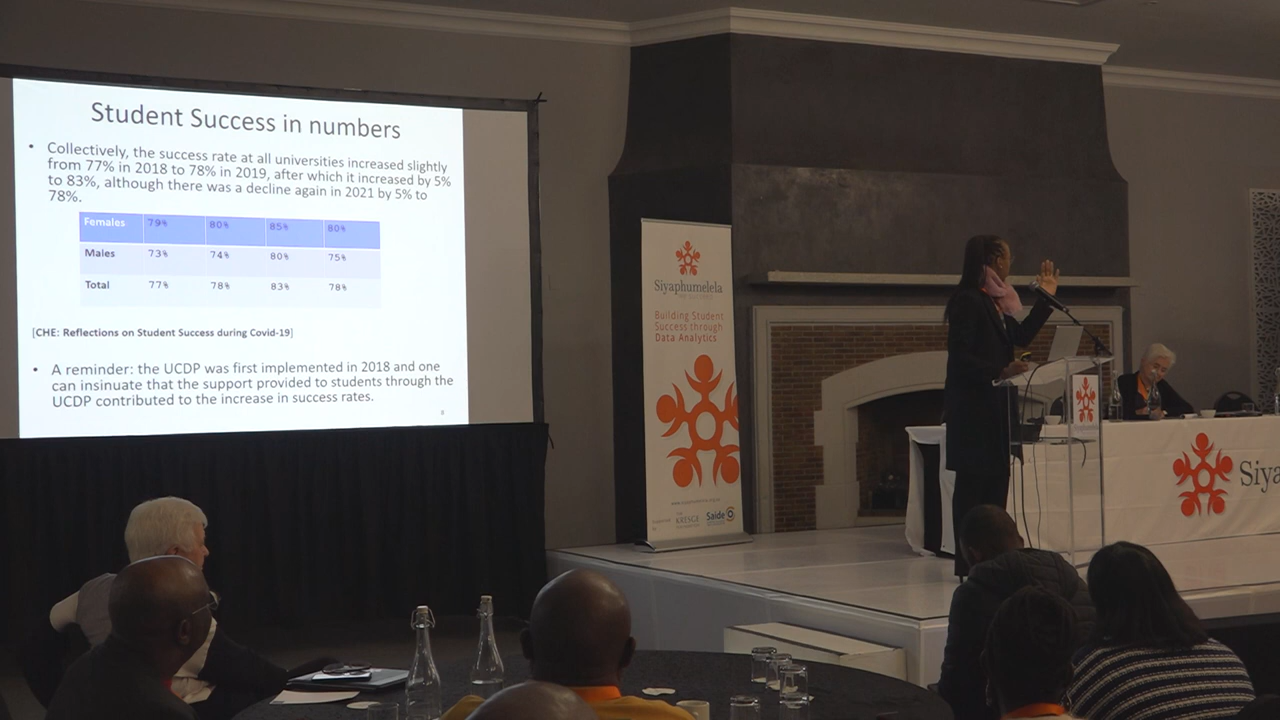 Student Success in numbers
• Collectively, the success rate at all universities increased slightly
from 77% in 2018 to 78% in 2019, after which it increased by 5%
to 83%, although there was a decline again in 2021 by 5% to
78%.
Females 79% 80% 85% 80%
Males 73% 74% 80% 75%
Total 77% 78% 83% 78%
[CHE: Reflections on Student Success during Covid-19]
• A reminder: the UCDP was first implemented in 2018 and one
can insinuate that the support provided to students through the
UCDP contributed to the increase in success rates.
Siyaphumelela
Building Student
Success through
Data Analytics
KRESGE
Saide
Siya